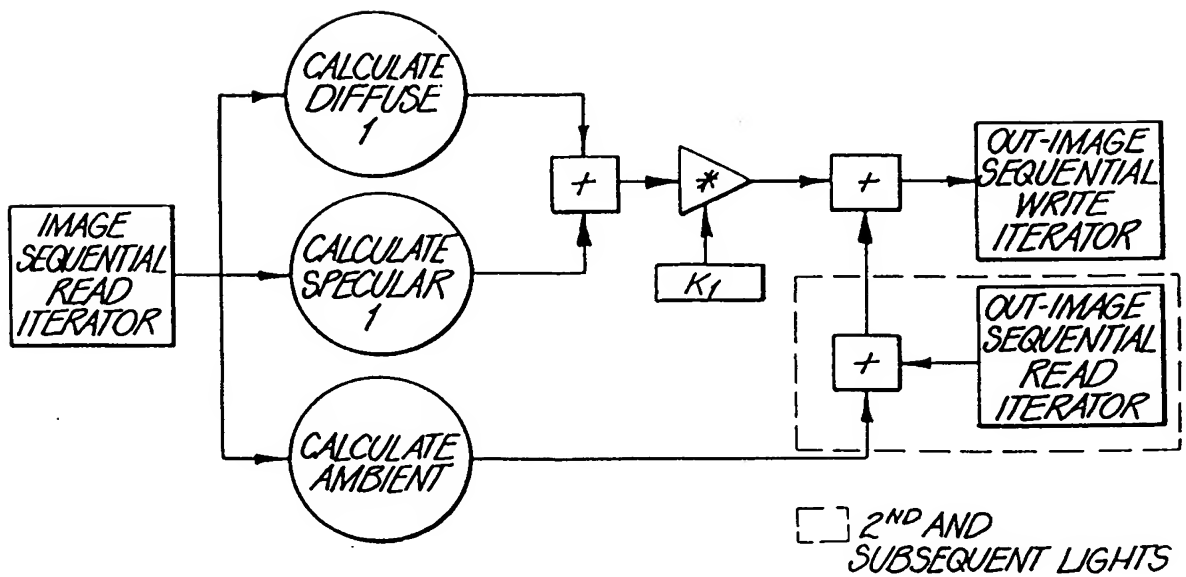 CALCULATE
DIFFUSE
1
IMAGE
SEQUENTIAL
READ
ITERATOR
CALCULATE
SPECULAR
1
CALCULATE
AMBIENT
+
*
K1
+
OUT-IMAGE
SEQUENTIAL
WRITE
ITERATOR
+
OUT-IMAGE
SEQUENTIAL
READ
ITERATOR
2ND AND
SUBSEQUENT LIGHTS